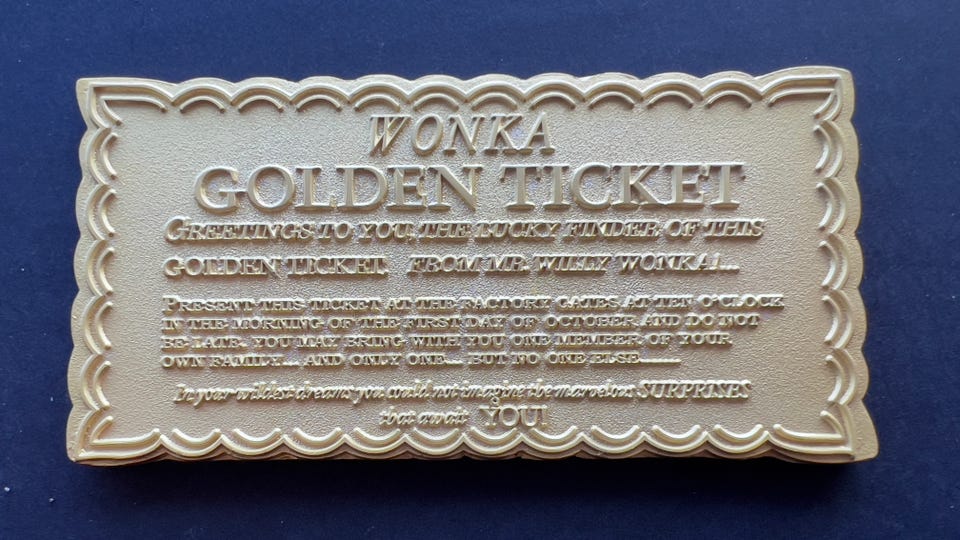 WONKA
GOLDEN TICKET
GREETINGS TO YOU, THE LUCKY FINDER OF THIS
GOLDEN TICKET, FROM MR. WILLY WONKA!...
PRESENT THIS TICKET AT THE FACTORY GATES AT TEN O'CLOCK
IN THE MORNING OF THE FIRST DAY OF OCTOBER AND DO NOT
BE LATE. YOU MAY BRING WITH YOU ONE MEMBER OF YOUR
OWN FAMILY... AND ONLY ONE... BUT NO ONE ELSE......
In your wildest dreams you could not imagine the marvelous SURPRISES
that await YOU!